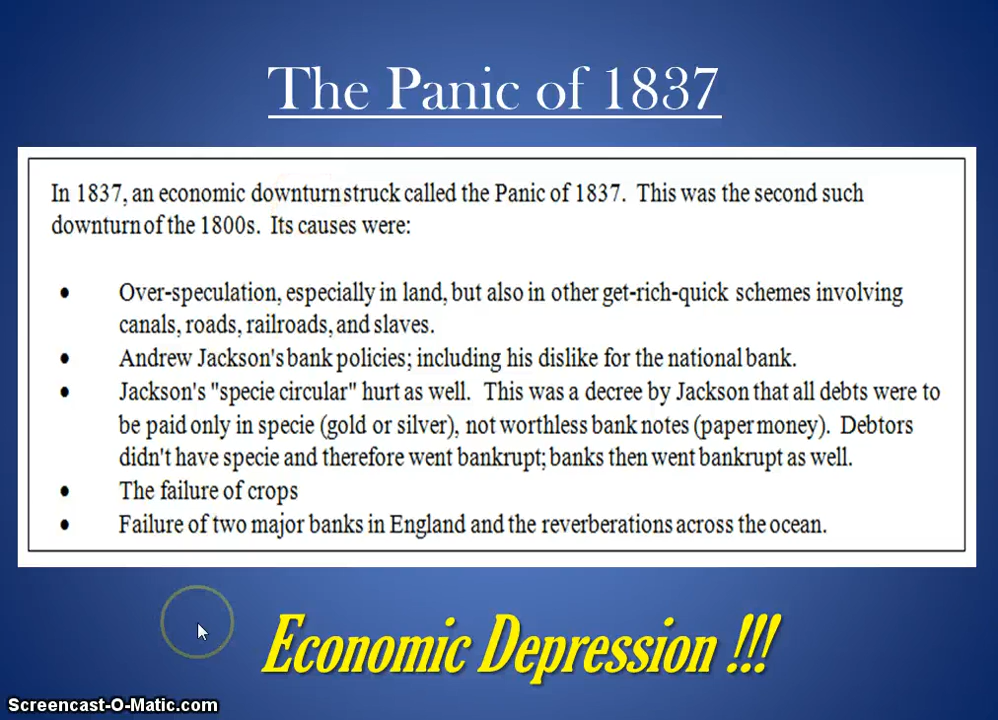 The Panic of 1837
In 1837, an economic downturn struck called the Panic of 1837. This was the second such
downturn of the 1800s. Its causes were:
• Over-speculation, especially in land, but also in other get-rich-quick schemes involving
canals, roads, railroads, and slaves.
• Andrew Jackson's bank policies; including his dislike for the national bank.
• Jackson's "specie circular" hurt as well. This was a decree by Jackson that all debts were to
be paid only in specie (gold or silver), not worthless bank notes (paper money). Debtors
didn't have specie and therefore went bankrupt; banks then went bankrupt as well.
• The failure of crops
• Failure of two major banks in England and the reverberations across the ocean.
Economic Depression !!!
Screencast-O-Matic.com